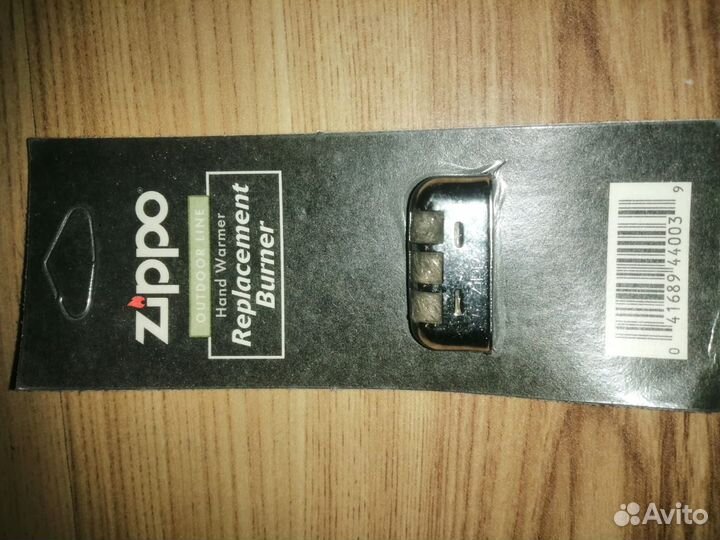 zippo
OUTDOOR LINE
Hand Warmer
Replacement
Burner
0 41689 44003 9
Avito